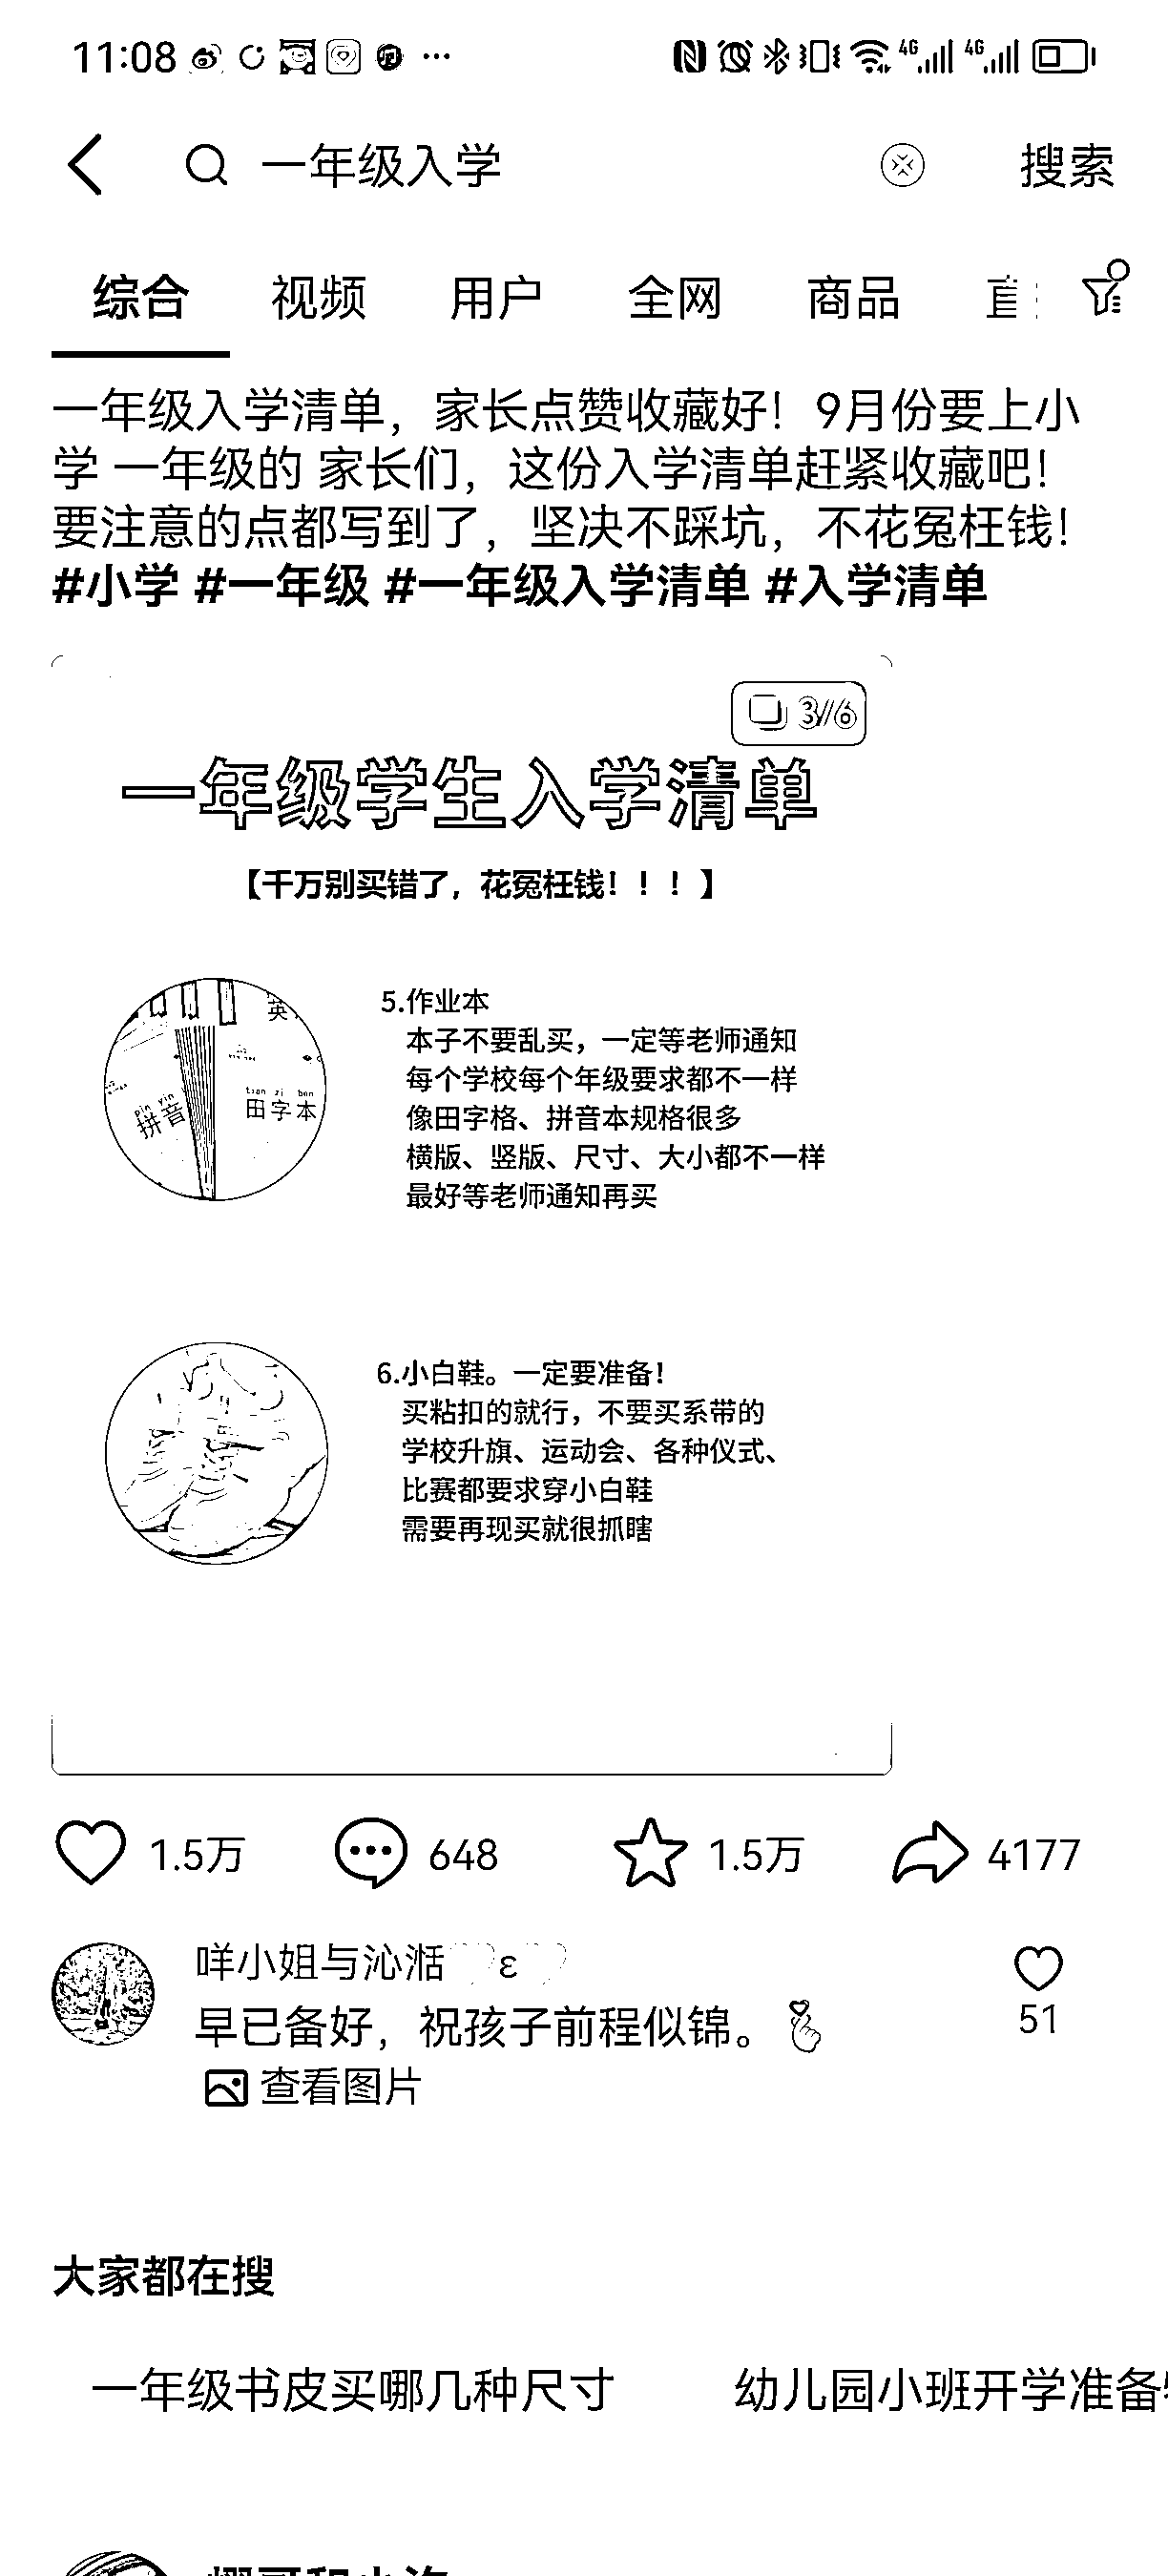 11:08
4G 4G
一年级入学
搜索
综合 视频 用户 全网 商品
一年级入学清单，家长点赞收藏好！9月份要上小
学 一年级的 家长们，这份入学清单赶紧收藏吧！
要注意的点都写到了，坚决不踩坑，不花冤枉钱！
#小学 #一年级 #一年级入学清单 #入学清单
3/6
一年级学生入学清单
【千万别买错了，花冤枉钱！！！】
英
pin yin
拼音
tian zi ben
田字本
5.作业本
本子不要乱买，一定等老师通知
每个学校每个年级要求都不一样
像田字格、拼音本规格很多
横版、竖版、尺寸、大小都不一样
最好等老师通知再买
6.小白鞋。一定要准备！
买粘扣的就行，不要买系带的
学校升旗、运动会、各种仪式、
比赛都要求穿小白鞋
需要再现买就很抓瞎
1.5万 648 1.5万 4177
咩小姐与沁湉 ε
早已备好，祝孩子前程似锦。
51
查看图片
大家都在搜
一年级书皮买哪几种尺寸 幼儿园小班开学准备